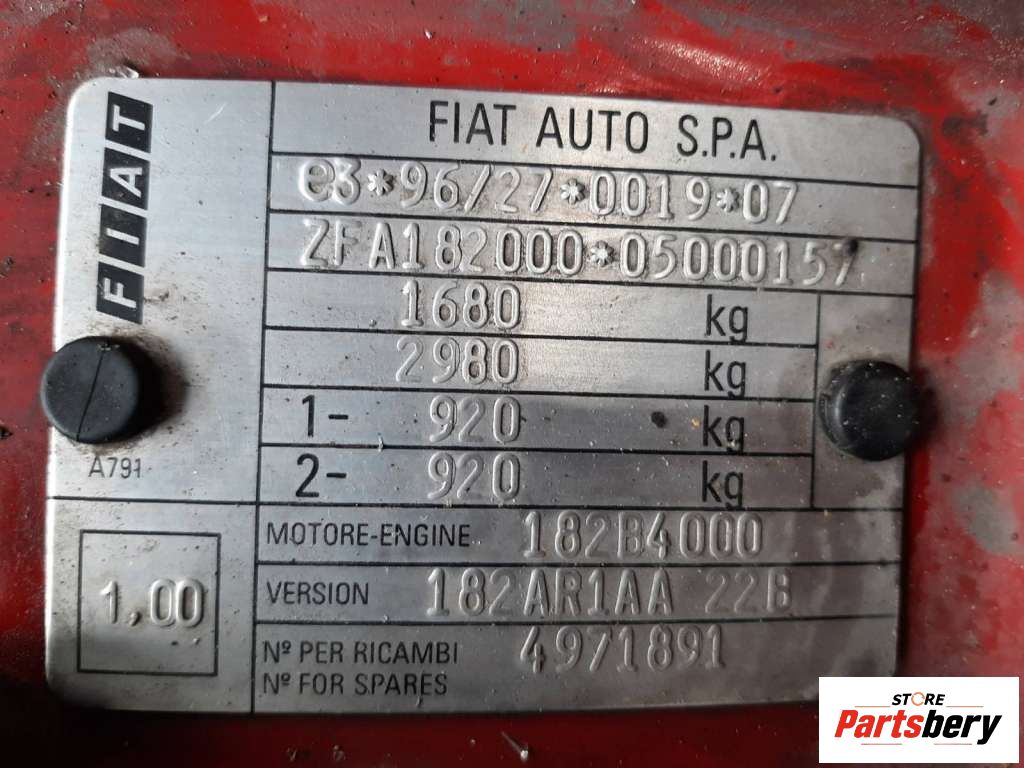 FIAT
FIAT AUTO S.P.A.
e3*96/27*0019*07
ZFA182000*05000157
1680 kg
2980 kg
1- 920 kg
2- 920 kg
A791
MOTORE-ENGINE 182B4000
1,00
VERSION 182AR1AA 22B
Nº PER RICAMBI 4971891
Nº FOR SPARES
STORE
Partsbery